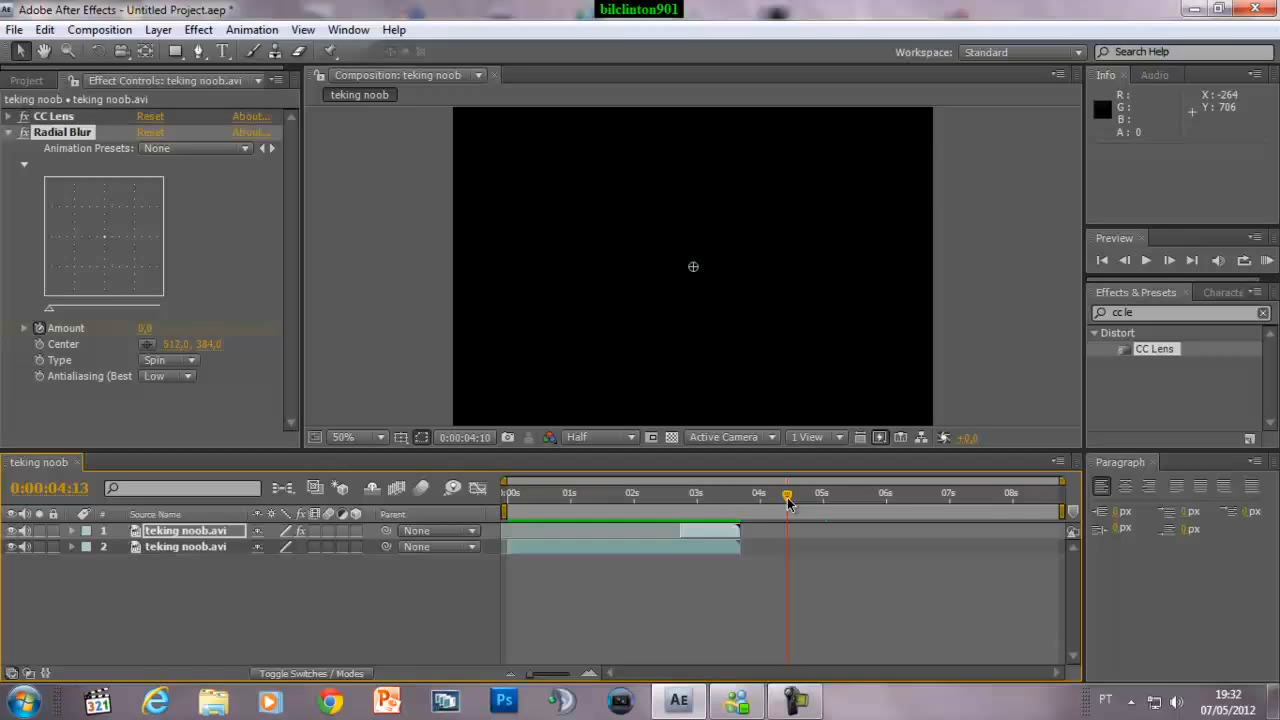 bilclinton901
Adobe After Effects - Untitled Project.aep *
File Edit Composition Layer Effect Animation View Window Help
Workspace: Standard Search Help
Project Effect Controls: teking noob.avi
teking noob • teking noob.avi
CC Lens Reset About...
Radial Blur Reset About...
Animation Presets: None
Amount 0,0
Center 512,0, 384,0
Type Spin
Antialiasing (Best Low
Composition: teking noob
teking noob
50% 0:00:04:10 Half Active Camera 1 View +0,0
Info Audio
R: X: -264
G: Y: 706
B:
A: 0
Preview
Effects & Presets Characte
cc le
Distort
CC Lens
teking noob
0:00:04:13
# Source Name Parent
1 teking noob.avi None
2 teking noob.avi None
:00s 01s 02s 03s 04s 05s 06s 07s 08s
Toggle Switches / Modes
Paragraph
0 px 0 px 0 px
0 px 0 px
321 Ps AE PT 19:32
07/05/2012